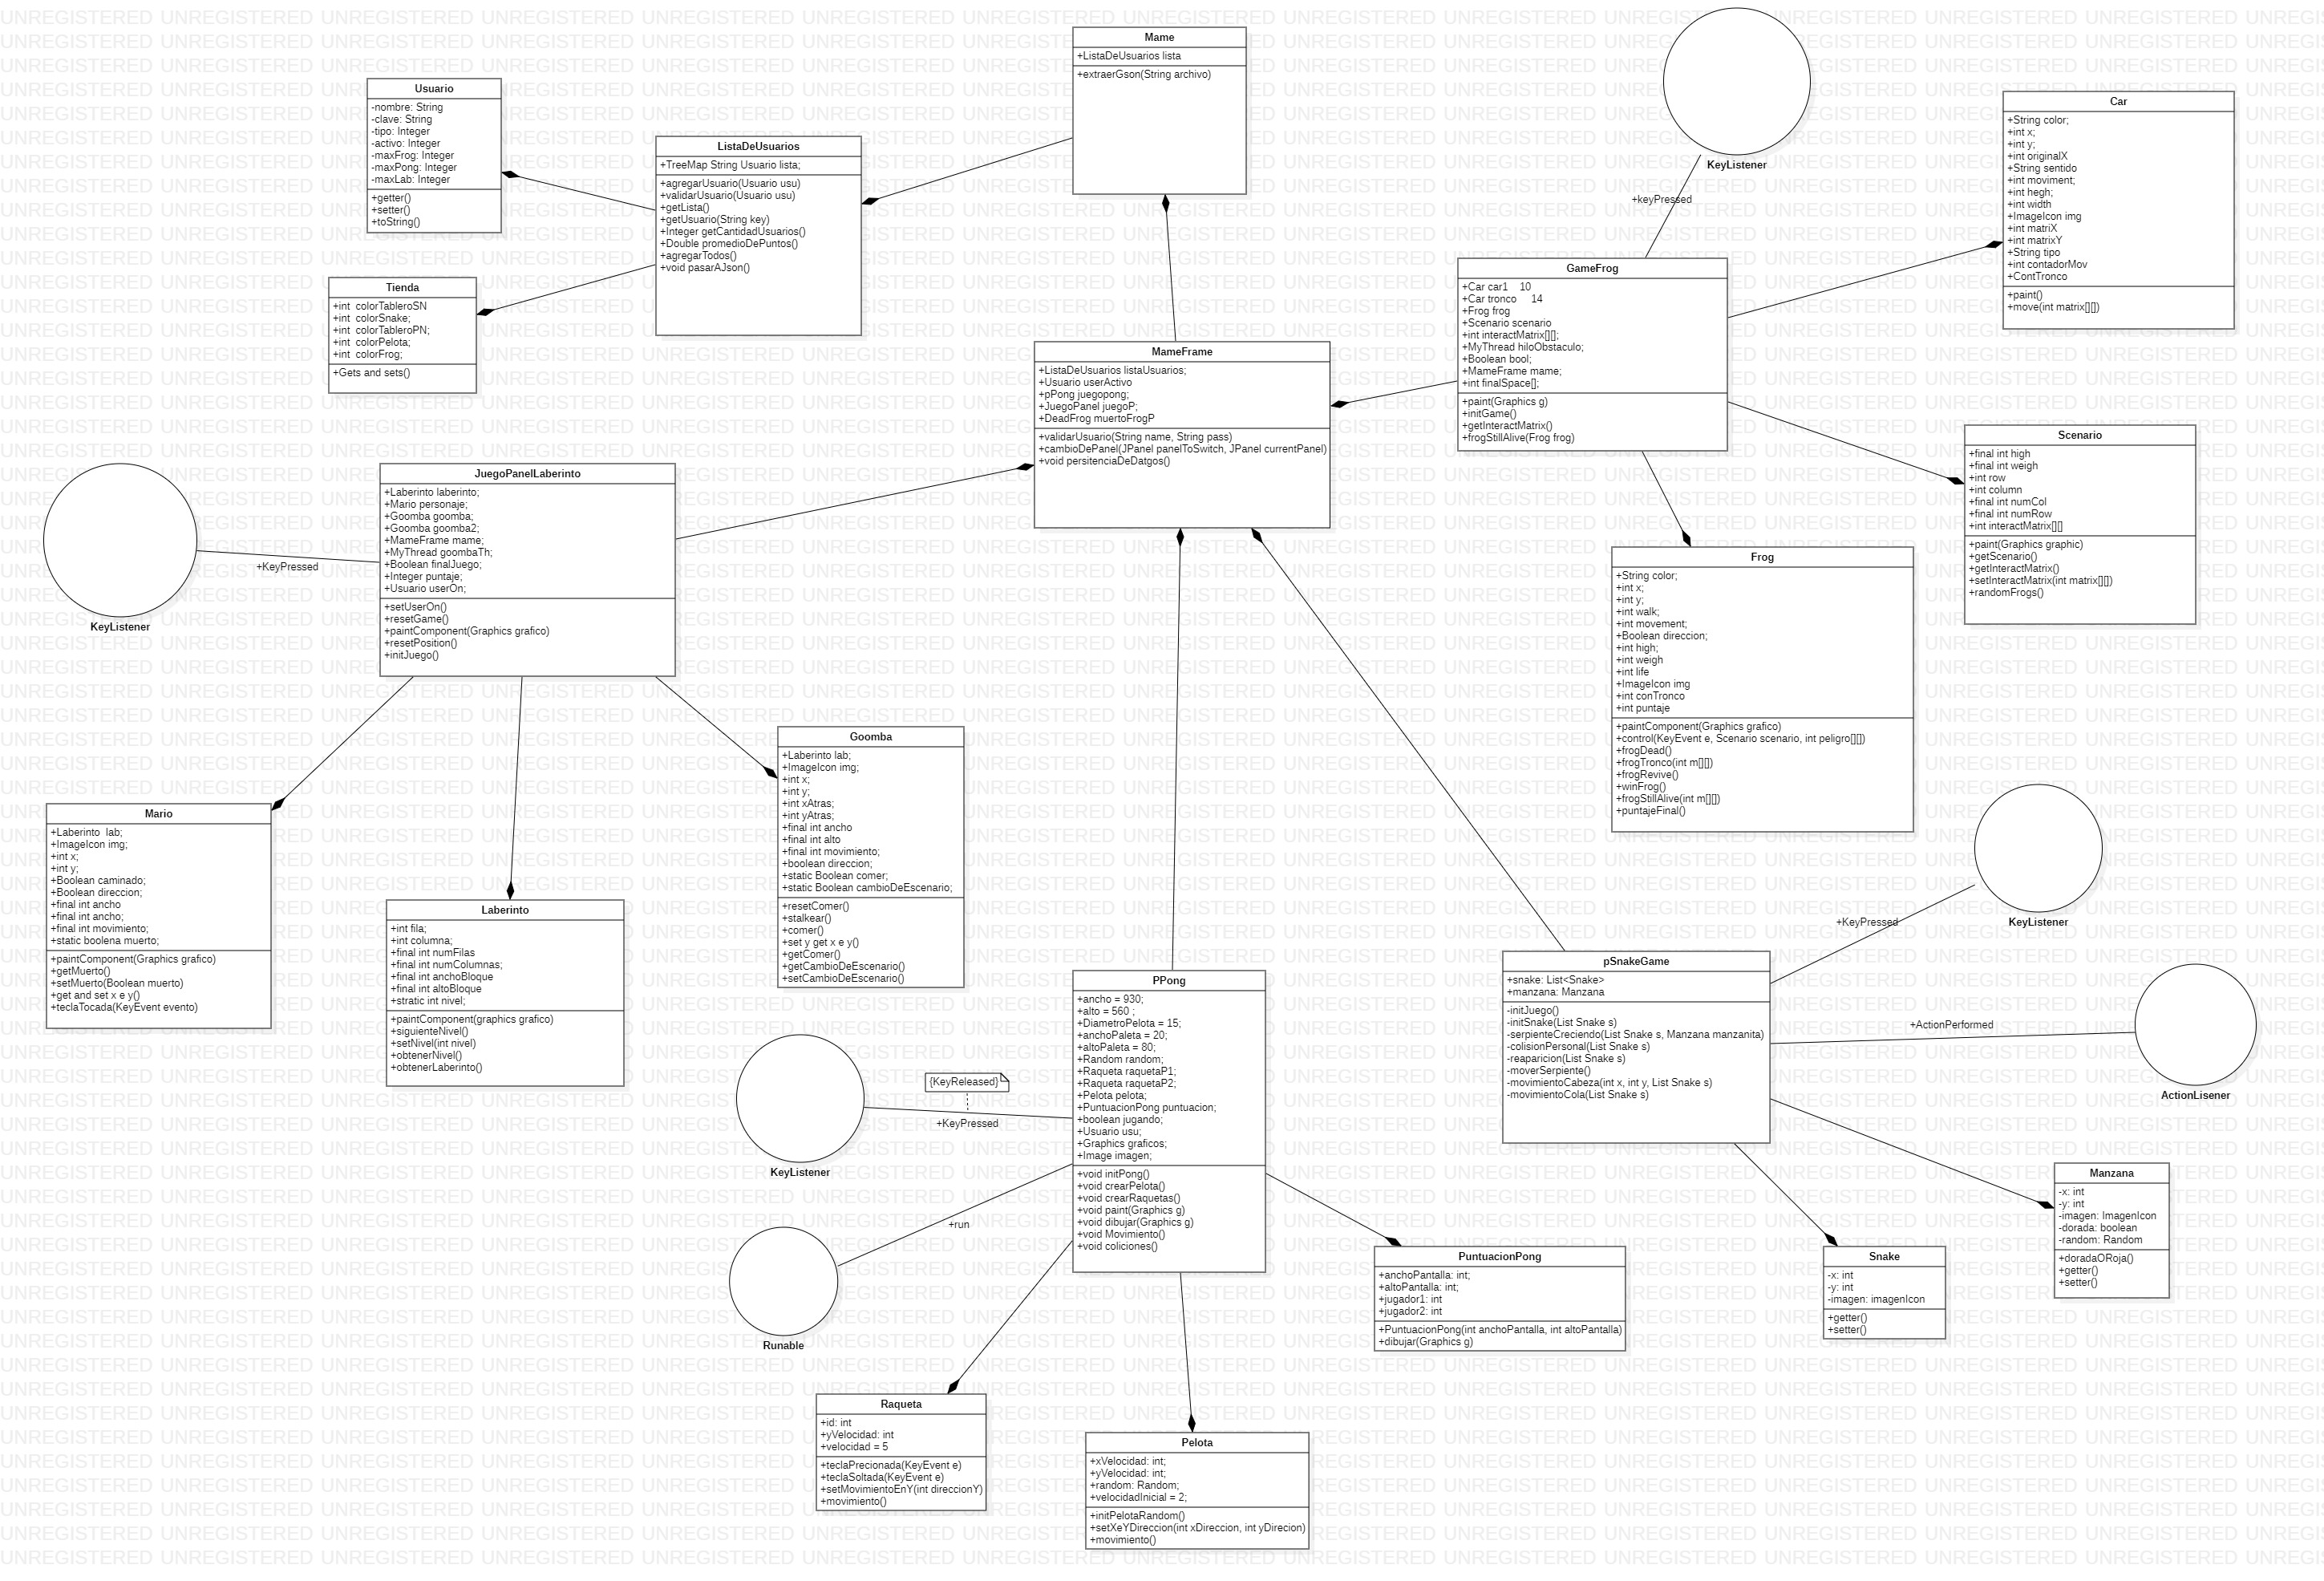 Mame
+ListaDeUsuarios lista
+extraerGson(String archivo)
Usuario
-nombre: String
-clave: String
-tipo: Integer
-activo: Integer
-maxFrog: Integer
-maxPong: Integer
-maxLab: Integer
+getter()
+setter()
+toString()
ListaDeUsuarios
+TreeMap String Usuario lista;
+agregarUsuario(Usuario usu)
+validarUsuario(Usuario usu)
+getLista()
+getUsuario(String key)
+Integer getCantidadUsuarios()
+Double promedioDePuntos()
+agregarTodos()
+void pasarAJson()
Tienda
+int  colorTableroSN
+int  colorSnake;
+int  colorTableroPN;
+int  colorPelota;
+int  colorFrog;
+Gets and sets()
KeyListener
+keyPressed
Car
+String color;
+int x;
+int y;
+int originalX
+String sentido
+int moviment;
+int hegh;
+int width
+ImageIcon img
+int matriX
+int matrixY
+String tipo
+int contadorMov
+ContTronco
+paint()
+move(int matrix[][])
GameFrog
+Car car1    10
+Car tronco     14
+Frog frog
+Scenario scenario
+int interactMatrix[][];
+MyThread hiloObstaculo;
+Boolean bool;
+MameFrame mame;
+int finalSpace[];
+paint(Graphics g)
+initGame()
+getInteractMatrix()
+frogStillAlive(Frog frog)
MameFrame
+ListaDeUsuarios listaUsuarios;
+Usuario userActivo
+pPong juegopong;
+JuegoPanel juegoP;
+DeadFrog muertoFrogP
+validarUsuario(String name, String pass)
+cambioDePanel(JPanel panelToSwitch, JPanel currentPanel)
+void persitenciaDeDatgos()
Scenario
+final int high
+final int weigh
+int row
+int column
+final int numCol
+final int numRow
+int interactMatrix[][]
+paint(Graphics graphic)
+getScenario()
+getInteractMatrix()
+setInteractMatrix(int matrix[][])
+randomFrogs()
KeyListener
+KeyPressed
JuegoPanelLaberinto
+Laberinto laberinto;
+Mario personaje;
+Goomba goomba;
+Goomba goomba2;
+MameFrame mame;
+MyThread goombaTh;
+Boolean finalJuego;
+Integer puntaje;
+Usuario userOn;
+setUserOn()
+resetGame()
+paintComponent(Graphics grafico)
+resetPosition()
+initJuego()
Frog
+String color;
+int x;
+int y;
+int walk;
+int movement;
+Boolean direccion;
+int high;
+int weigh
+int life
+ImageIcon img
+int conTronco
+int puntaje
+paintComponent(Graphics grafico)
+control(KeyEvent e, Scenario scenario, int peligro[][])
+frogDead()
+frogTronco(int m[][])
+frogRevive()
+winFrog()
+frogStillAlive(int m[][])
+puntajeFinal()
Goomba
+Laberinto lab;
+ImageIcon img;
+int x;
+int y;
+int xAtras;
+int yAtras;
+final int ancho
+final int alto
+final int movimiento;
+boolean direccion;
+static Boolean comer;
+static Boolean cambioDeEscenario;
+resetComer()
+stalkear()
+comer()
+set y get x e y()
+getComer()
+getCambioDeEscenario()
+setCambioDeEscenario()
Mario
+Laberinto  lab;
+ImageIcon img;
+int x;
+int y;
+Boolean caminado;
+Boolean direccion;
+final int ancho
+final int ancho;
+final int movimiento;
+static boolena muerto;
+paintComponent(Graphics grafico)
+getMuerto()
+setMuerto(Boolean muerto)
+get and set x e y()
+teclaTocada(KeyEvent evento)
Laberinto
+int fila;
+int columna;
+final int numFilas
+final int numColumnas;
+final int anchoBloque
+final int altoBloque
+stratic int nivel;
+paintComponent(graphics grafico)
+siguienteNivel()
+setNivel(int nivel)
+obtenerNivel()
+obtenerLaberinto()
KeyListener
+KeyPressed
pSnakeGame
+snake: List<Snake>
+manzana: Manzana
-initJuego()
-initSnake(List Snake s)
-serpienteCreciendo(List Snake s, Manzana manzanita)
-colisionPersonal(List Snake s)
-reaparicion(List Snake s)
-moverSerpiente()
-movimientoCabeza(int x, int y, List Snake s)
-movimientoCola(List Snake s)
+ActionPerformed
ActionLisener
PPong
+ancho = 930;
+alto = 560 ;
+DiametroPelota = 15;
+anchoPaleta = 20;
+altoPaleta = 80;
+Random random;
+Raqueta raquetaP1;
+Raqueta raquetaP2;
+Pelota pelota;
+PuntuacionPong puntuacion;
+boolean jugando;
+Usuario usu;
+Graphics graficos;
+Image imagen;
+void initPong()
+void crearPelota()
+void crearRaquetas()
+void paint(Graphics g)
+void dibujar(Graphics g)
+void Movimiento()
+void coliciones()
{KeyReleased}
+KeyPressed
KeyListener
+run
Runable
Manzana
-x: int
-y: int
-imagen: ImagenIcon
-dorada: boolean
-random: Random
+doradaORoja()
+getter()
+setter()
Snake
-x: int
-y: int
-imagen: imagenIcon
+getter()
+setter()
PuntuacionPong
+anchoPantalla: int;
+altoPantalla: int;
+jugador1: int
+jugador2: int
+PuntuacionPong(int anchoPantalla, int altoPantalla)
+dibujar(Graphics g)
Raqueta
+id: int
+yVelocidad: int
+velocidad = 5
+teclaPrecionada(KeyEvent e)
+teclaSoltada(KeyEvent e)
+setMovimientoEnY(int direccionY)
+movimiento()
Pelota
+xVelocidad: int;
+yVelocidad: int;
+random: Random;
+velocidadInicial = 2;
+initPelotaRandom()
+setXeYDireccion(int xDireccion, int yDirecion)
+movimiento()
UNREGISTERED